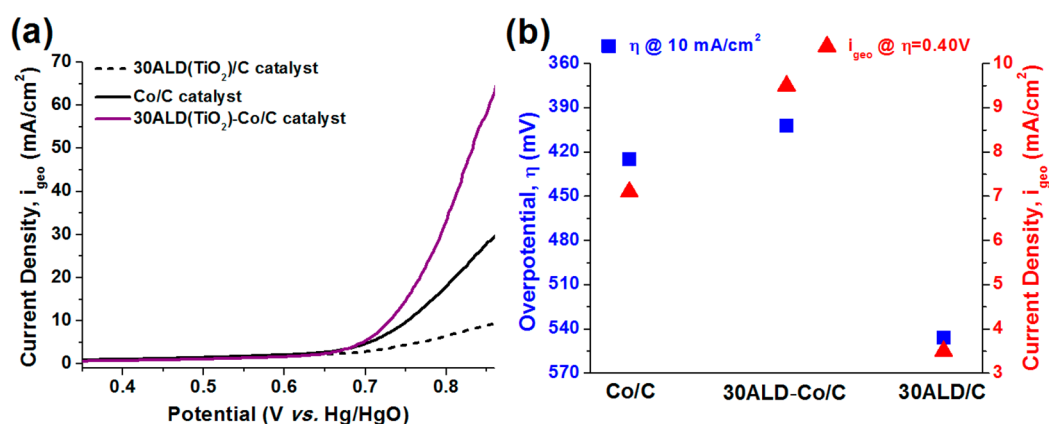 (a)
Current Density, i_geo (mA/cm²)
70
60
50
40
30
20
10
0
30ALD(TiO₂)/C catalyst
Co/C catalyst
30ALD(TiO₂)-Co/C catalyst
0.4 0.5 0.6 0.7 0.8
Potential (V vs. Hg/HgO)
(b)
η @ 10 mA/cm²
i_geo @ η=0.40V
Overpotential, η (mV)
360
390
420
450
480
510
540
570
10
9
8
7
6
5
4
3
Current Density, i_geo (mA/cm²)
Co/C 30ALD-Co/C 30ALD/C